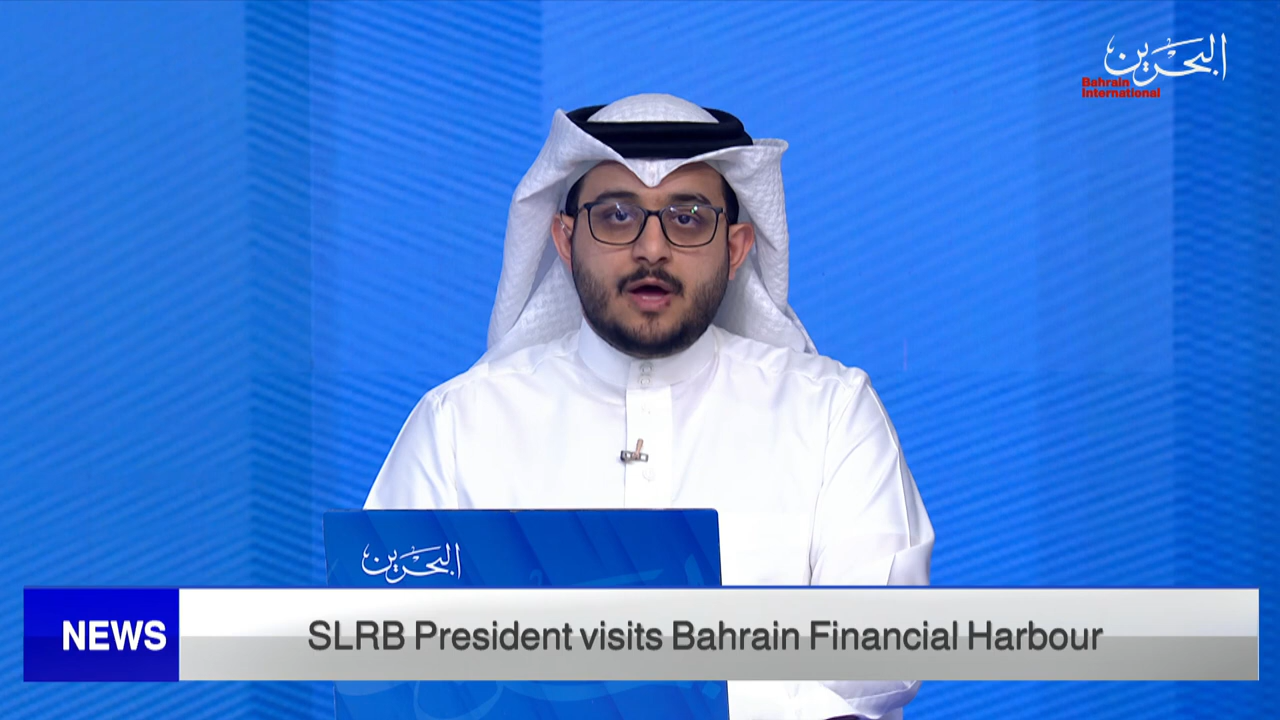 البحرين
Bahrain
International
البحرين
NEWS
SLRB President visits Bahrain Financial Harbour